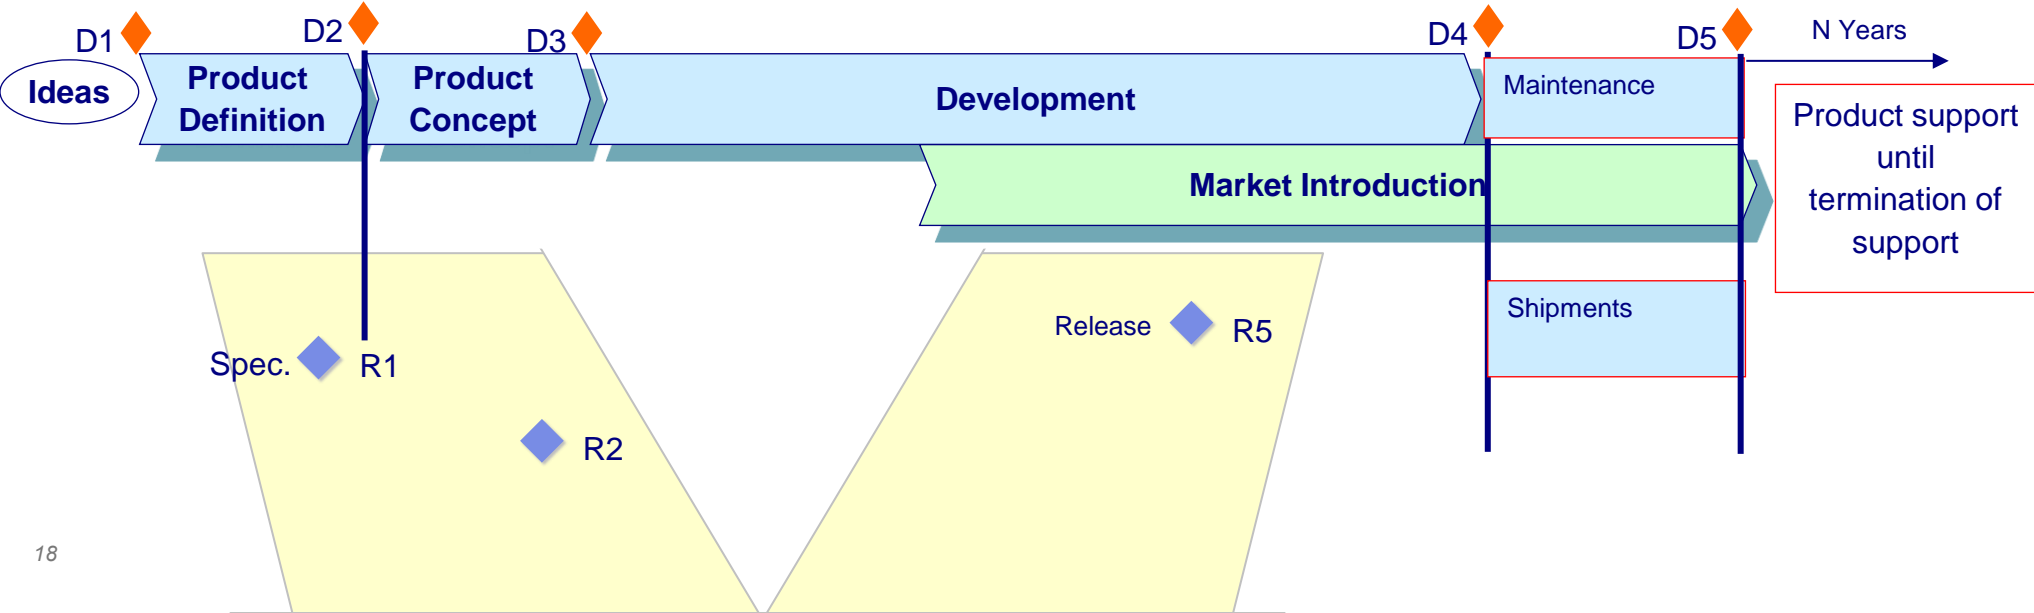 D1
D2
D3
D4
D5
N Years
Ideas
Product
Definition
Product
Concept
Development
Maintenance
Product support
until
termination of
support
Market Introduction
Shipments
Release
R5
Spec.
R1
R2
18